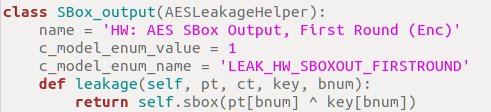 class SBox_output(AESLeakageHelper):
    name = 'HW: AES SBox Output, First Round (Enc)'
    c_model_enum_value = 1
    c_model_enum_name = 'LEAK_HW_SBOXOUT_FIRSTROUND'
    def leakage(self, pt, ct, key, bnum):
        return self.sbox(pt[bnum] ^ key[bnum])